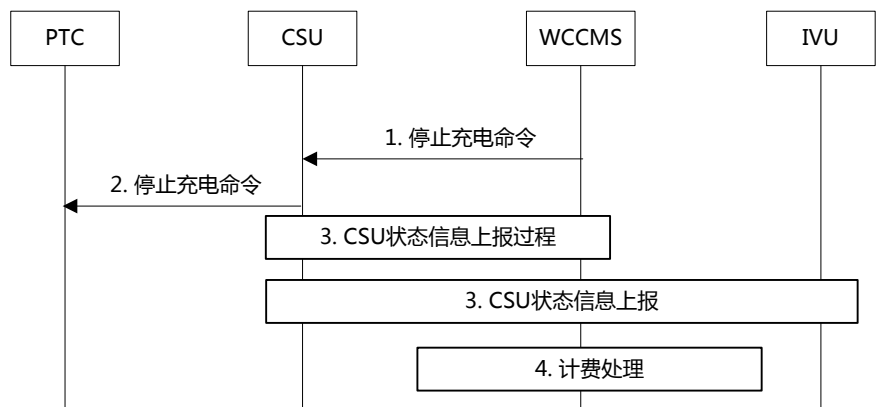 PTC
CSU
WCCMS
IVU
1. 停止充电命令
2. 停止充电命令
3. CSU状态信息上报过程
3. CSU状态信息上报
4. 计费处理